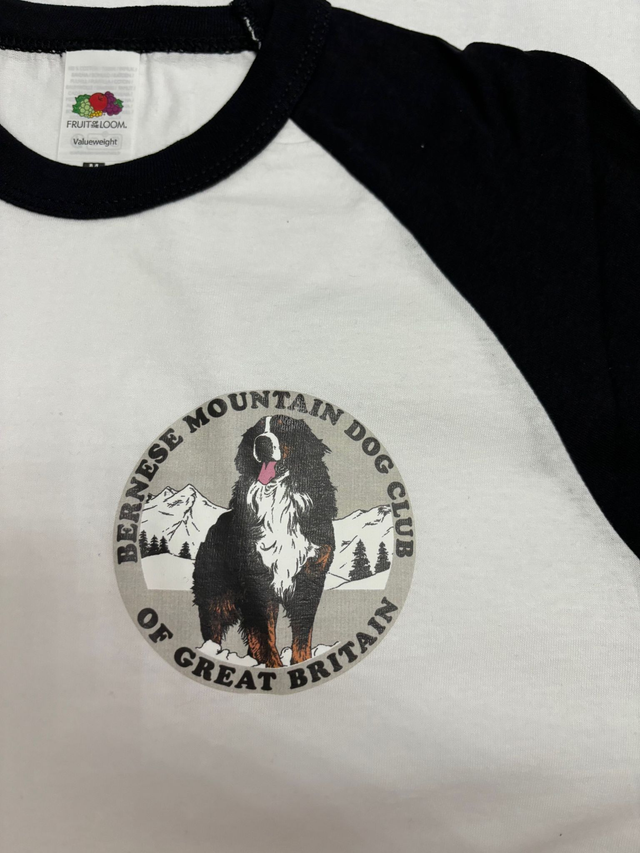 FRUIT OF THE LOOM.
Valueweight
BERNESE MOUNTAIN DOG CLUB
OF GREAT BRITAIN